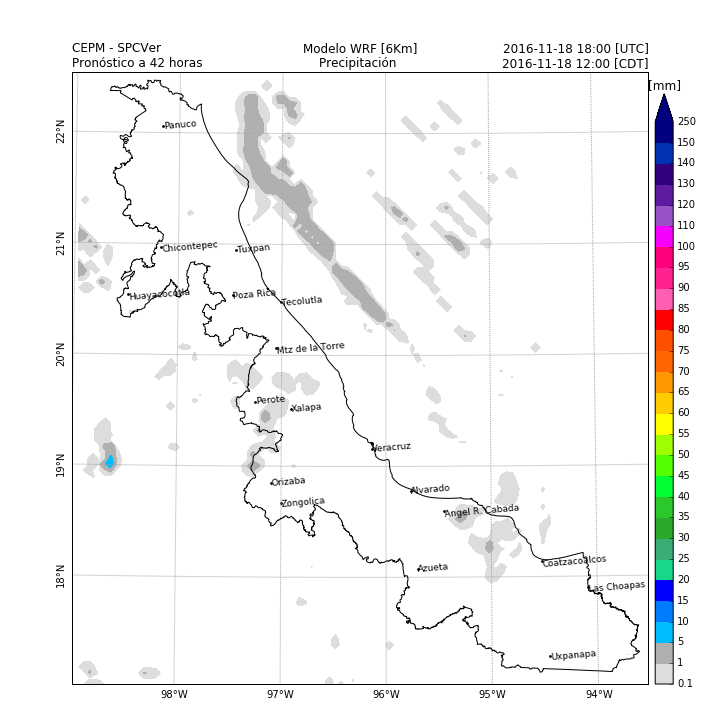 CEPM - SPCVer
Modelo WRF [6Km]
2016-11-18 18:00 [UTC]
Pronóstico a 42 horas
Precipitación
2016-11-18 12:00 [CDT]
[mm]
22°N
21°N
20°N
19°N
18°N
Panuco
Chicontepec
Tuxpan
Huayacocotla
Poza Rica
Tecolutla
Mtz de la Torre
Perote
Xalapa
Veracruz
Orizaba
Alvarado
Zongolica
Angel R. Cabada
Coatzacoalcos
Azueta
Las Choapas
Uxpanapa
98°W
97°W
96°W
95°W
94°W
250
150
140
130
120
110
100
95
90
85
80
75
70
65
60
55
50
45
40
35
30
25
20
15
10
5
1
0.1